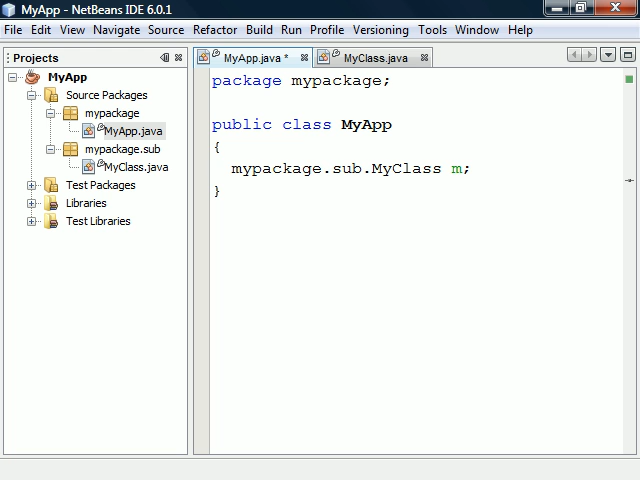 MyApp - NetBeans IDE 6.0.1
File Edit View Navigate Source Refactor Build Run Profile Versioning Tools Window Help
Projects
MyApp
Source Packages
mypackage
MyApp.java
mypackage.sub
MyClass.java
Test Packages
Libraries
Test Libraries
MyApp.java * MyClass.java
package mypackage;
public class MyApp
{
mypackage.sub.MyClass m;
}